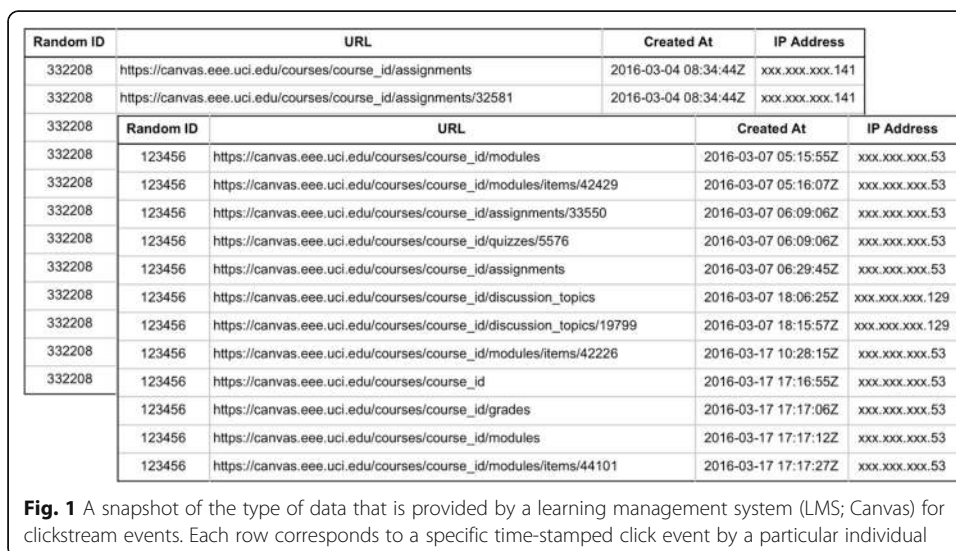 Random ID URL Created At IP Address
332208 https://canvas.eee.uci.edu/courses/course_id/assignments 2016-03-04 08:34:44Z xxx.xxx.xxx.141
332208 https://canvas.eee.uci.edu/courses/course_id/assignments/32581 2016-03-04 08:34:44Z xxx.xxx.xxx.141
332208 Random ID URL Created At IP Address
332208 123456 https://canvas.eee.uci.edu/courses/course_id/modules 2016-03-07 05:15:55Z xxx.xxx.xxx.53
332208 123456 https://canvas.eee.uci.edu/courses/course_id/modules/items/42429 2016-03-07 05:16:07Z xxx.xxx.xxx.53
332208 123456 https://canvas.eee.uci.edu/courses/course_id/assignments/33550 2016-03-07 06:09:06Z xxx.xxx.xxx.53
332208 123456 https://canvas.eee.uci.edu/courses/course_id/quizzes/5576 2016-03-07 06:09:06Z xxx.xxx.xxx.53
332208 123456 https://canvas.eee.uci.edu/courses/course_id/assignments 2016-03-07 06:29:45Z xxx.xxx.xxx.53
332208 123456 https://canvas.eee.uci.edu/courses/course_id/discussion_topics 2016-03-07 18:06:25Z xxx.xxx.xxx.129
332208 123456 https://canvas.eee.uci.edu/courses/course_id/discussion_topics/19799 2016-03-07 18:15:57Z xxx.xxx.xxx.129
332208 123456 https://canvas.eee.uci.edu/courses/course_id/modules/items/42226 2016-03-17 10:28:15Z xxx.xxx.xxx.53
332208 123456 https://canvas.eee.uci.edu/courses/course_id 2016-03-17 17:16:55Z xxx.xxx.xxx.53
123456 https://canvas.eee.uci.edu/courses/course_id/grades 2016-03-17 17:17:06Z xxx.xxx.xxx.53
123456 https://canvas.eee.uci.edu/courses/course_id/modules 2016-03-17 17:17:12Z xxx.xxx.xxx.53
123456 https://canvas.eee.uci.edu/courses/course_id/modules/items/44101 2016-03-17 17:17:27Z xxx.xxx.xxx.53
Fig. 1 A snapshot of the type of data that is provided by a learning management system (LMS; Canvas) for
clickstream events. Each row corresponds to a specific time-stamped click event by a particular individual